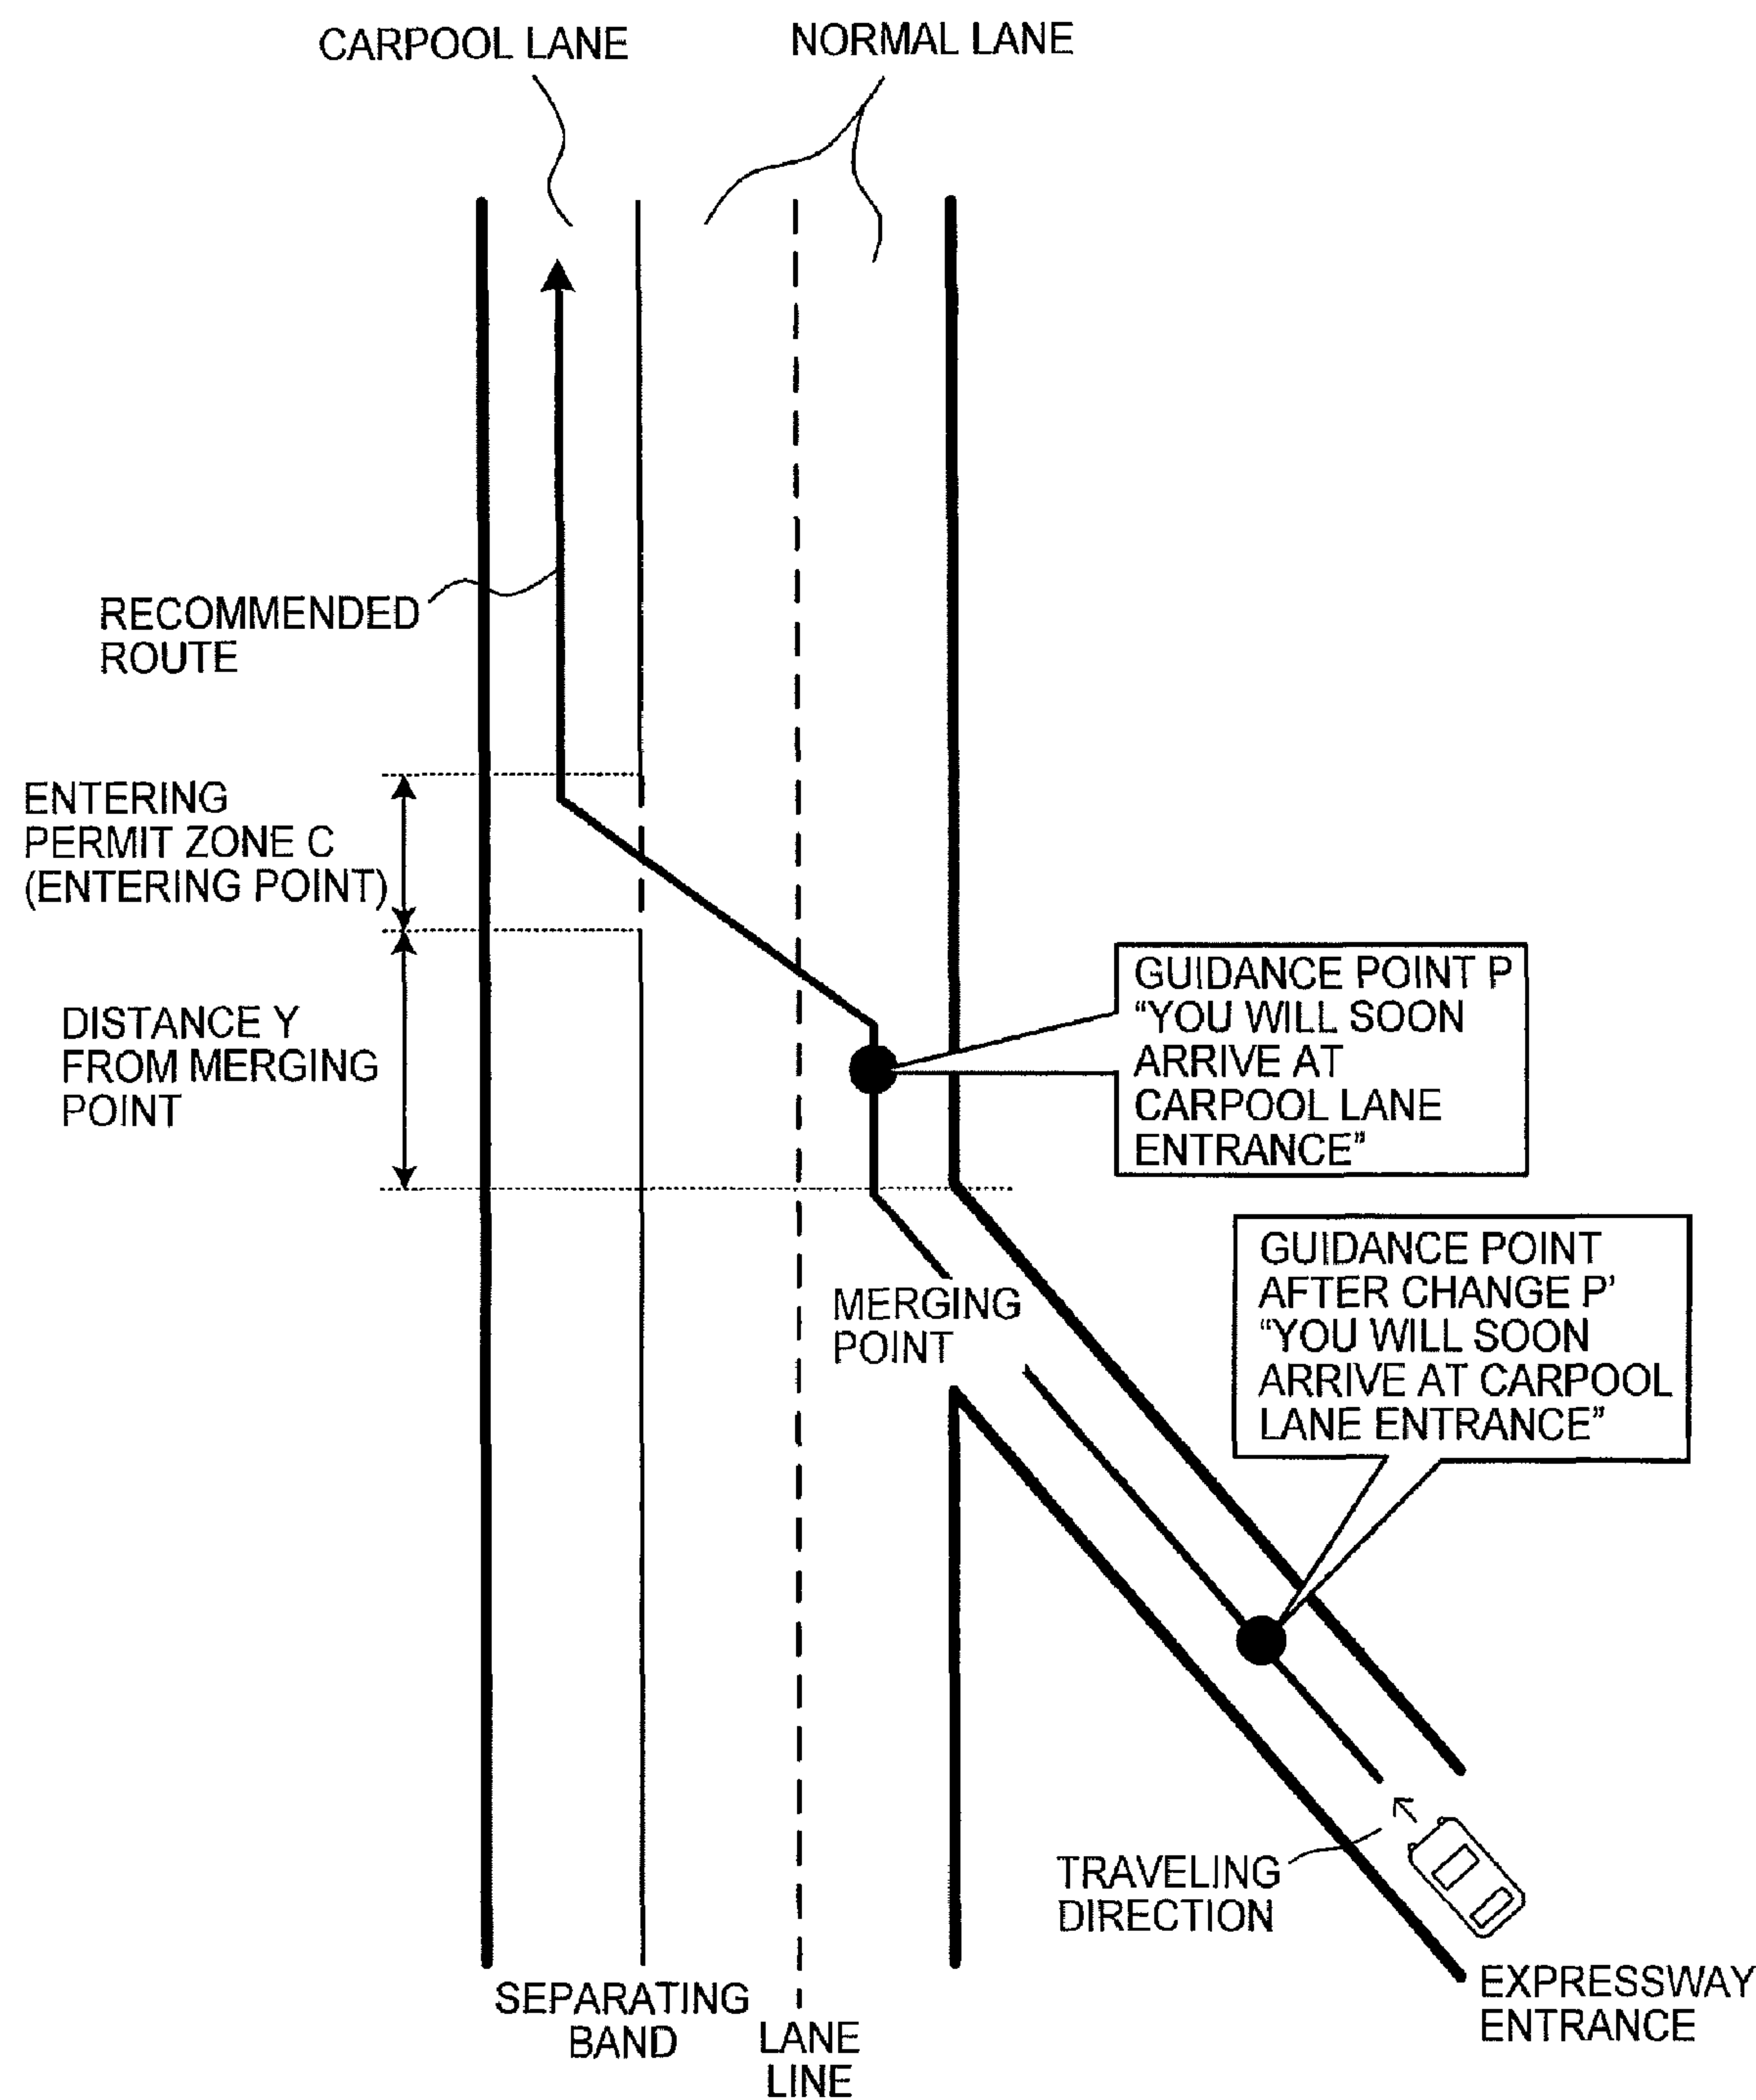 CARPOOL LANE
NORMAL LANE
RECOMMENDED
ROUTE
ENTERING
PERMIT ZONE C
(ENTERING POINT)
DISTANCE Y
FROM MERGING
POINT
GUIDANCE POINT P
“YOU WILL SOON
ARRIVE AT
CARPOOL LANE
ENTRANCE”
GUIDANCE POINT
AFTER CHANGE P’
“YOU WILL SOON
ARRIVE AT CARPOOL
LANE ENTRANCE”
MERGING
POINT
TRAVELING
DIRECTION
EXPRESSWAY
ENTRANCE
SEPARATING
BAND
LANE
LINE